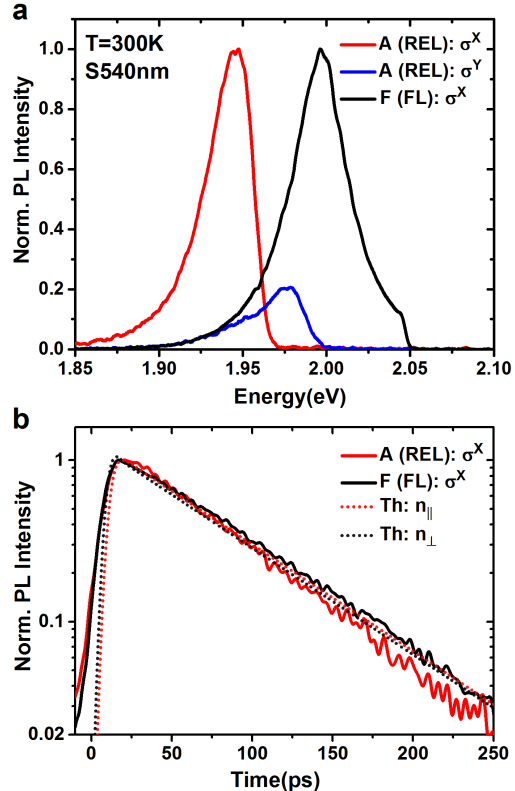 a
T=300K
S540nm
A (REL): σX
A (REL): σY
F (FL): σX
Norm. PL Intensity
1.0
0.8
0.6
0.4
0.2
0.0
1.85 1.90 1.95 2.00 2.05 2.10
Energy(eV)
b
A (REL): σX
F (FL): σX
Th: n||
Th: n⊥
Norm. PL Intensity
1
0.1
0.02
0 50 100 150 200 250
Time(ps)